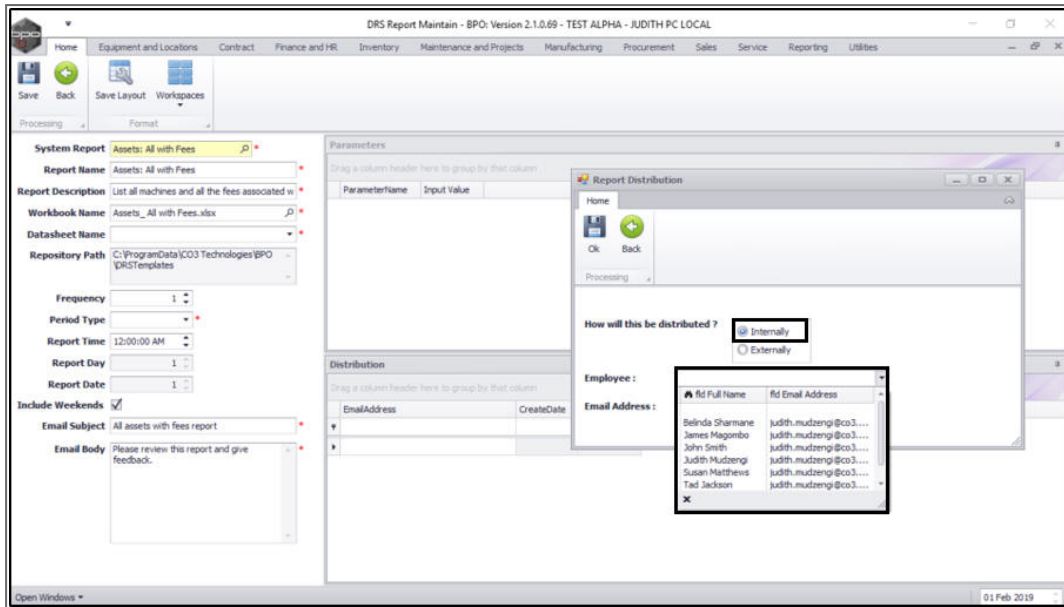 DRS Report Maintain - BPO: Version 2.1.0.69 - TEST ALPHA - JUDITH PC LOCAL
Home Equipment and Locations Contract Finance and HR Inventory Maintenance and Projects Manufacturing Procurement Sales Service Reporting Utilities
Save Back Save Layout Workspaces
Processing Format
System Report Assets: All with Fees *
Report Name Assets: All with Fees *
Report Description List all machines and all the fees associated w *
Workbook Name Assets_ All with Fees.xlsx *
Datasheet Name *
Repository Path C:\ProgramData\CO3 Technologies\BPO
\DRSTemplates
Frequency 1
Period Type *
Report Time 12:00:00 AM
Report Day 1
Report Date 1
Include Weekends
Email Subject All assets with fees report *
Email Body Please review this report and give *
feedback.
Parameters
Drag a column header here to group by that column
ParameterName Input Value
Distribution
Drag a column header here to group by that column
EmailAddress CreateDate
Report Distribution
Home
Ok Back
Processing
How will this be distributed ?
Internally
Externally
Employee :
Email Address :
fld Full Name fld Email Address
Belinda Sharmane judith.mudzengi@co3....
James Magombo judith.mudzengi@co3....
John Smith judith.mudzengi@co3....
Judith Mudzengi judith.mudzengi@co3....
Susan Matthews judith.mudzengi@co3....
Tad Jackson judith.mudzengi@co3....
Open Windows
01 Feb 2019